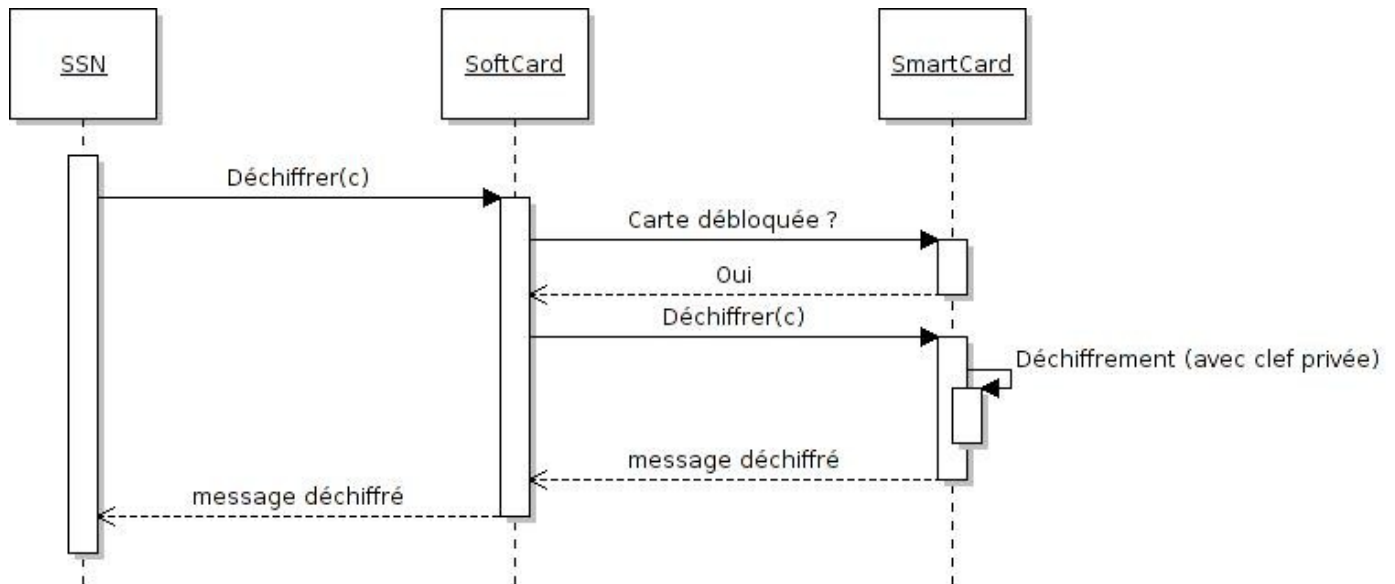 SSN
SoftCard
SmartCard
Déchiffrer(c)
Carte débloquée ?
Oui
Déchiffrer(c)
Déchiffrement (avec clef privée)
message déchiffré
message déchiffré